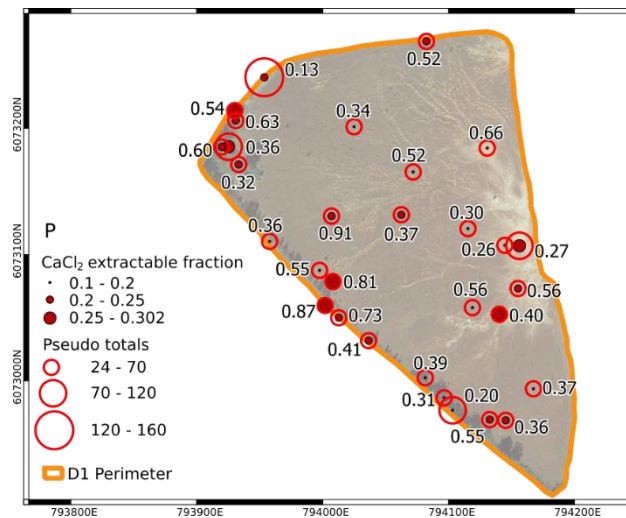 0.52
0.13
6073200N
0.54
0.63
0.34
0.60
0.36
0.66
0.32
0.52
P
0.36
0.91
0.37
0.30
0.26
0.27
6073100N
CaCl₂ extractable fraction
0.1 - 0.2
0.2 - 0.25
0.25 - 0.302
0.55
0.81
0.56
0.87
0.73
0.56
0.40
Pseudo totals
0.41
24 - 70
70 - 120
120 - 160
6073000N
0.39
0.37
0.31
0.20
0.55
0.36
D1 Perimeter
793800E 793900E 794000E 794100E 794200E